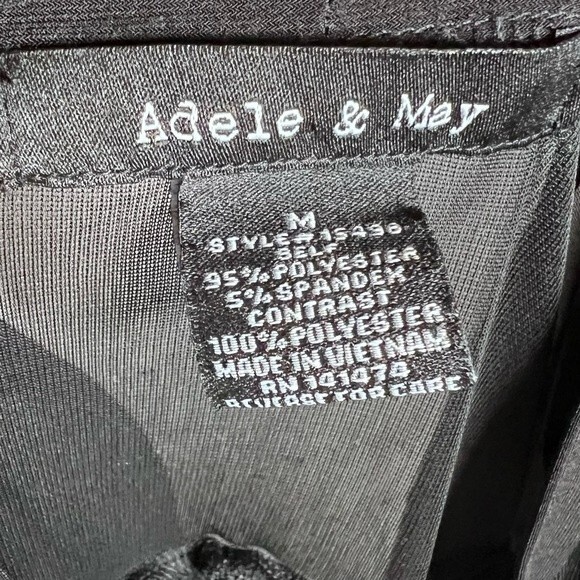 Adele & May
M
STYLE#15496
SELF
95%POLYESTER
5%SPANDEX
CONTRAST
100%POLYESTER
MADE IN VIETNAM
RN 141474
REVERSE FOR CARE